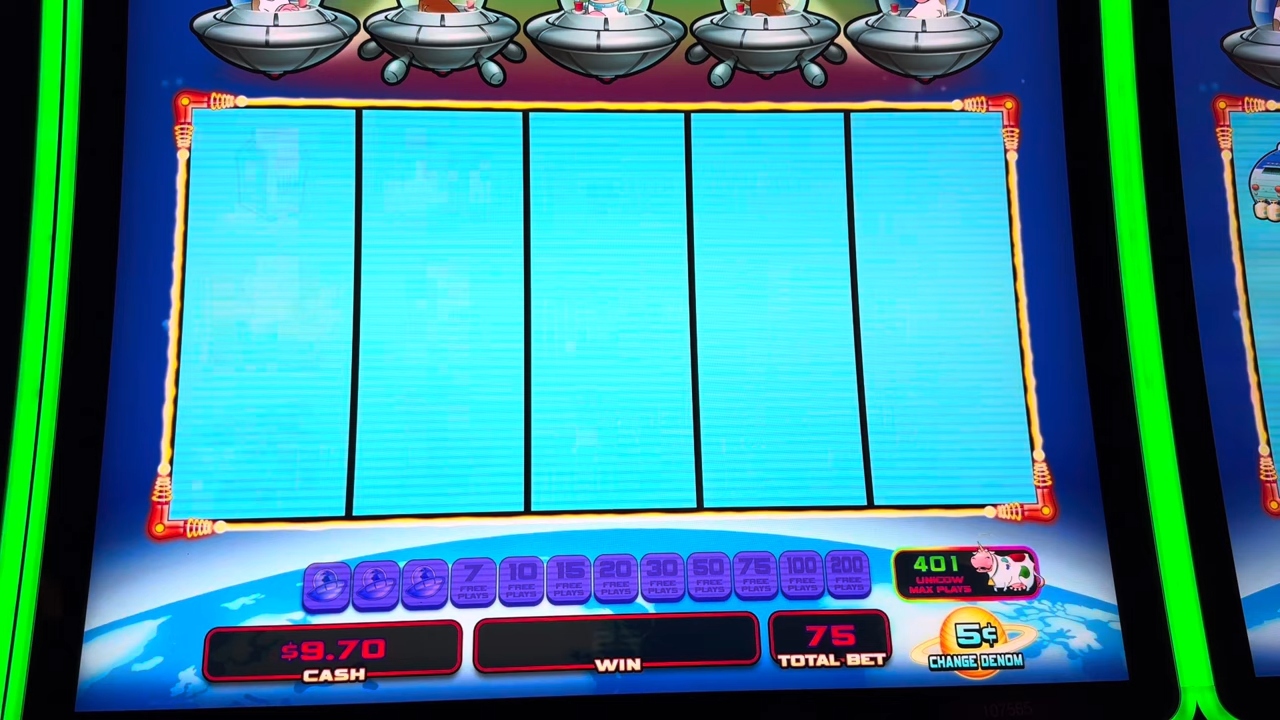 7 FREE PLAYS
10 FREE PLAYS
15 FREE PLAYS
20 FREE PLAYS
30 FREE PLAYS
50 FREE PLAYS
75 FREE PLAYS
100 FREE PLAYS
200 FREE PLAYS
401
UNICOW
MAX PLAYS
$9.70
CASH
WIN
75
TOTAL BET
5¢
CHANGE DENOM
107585